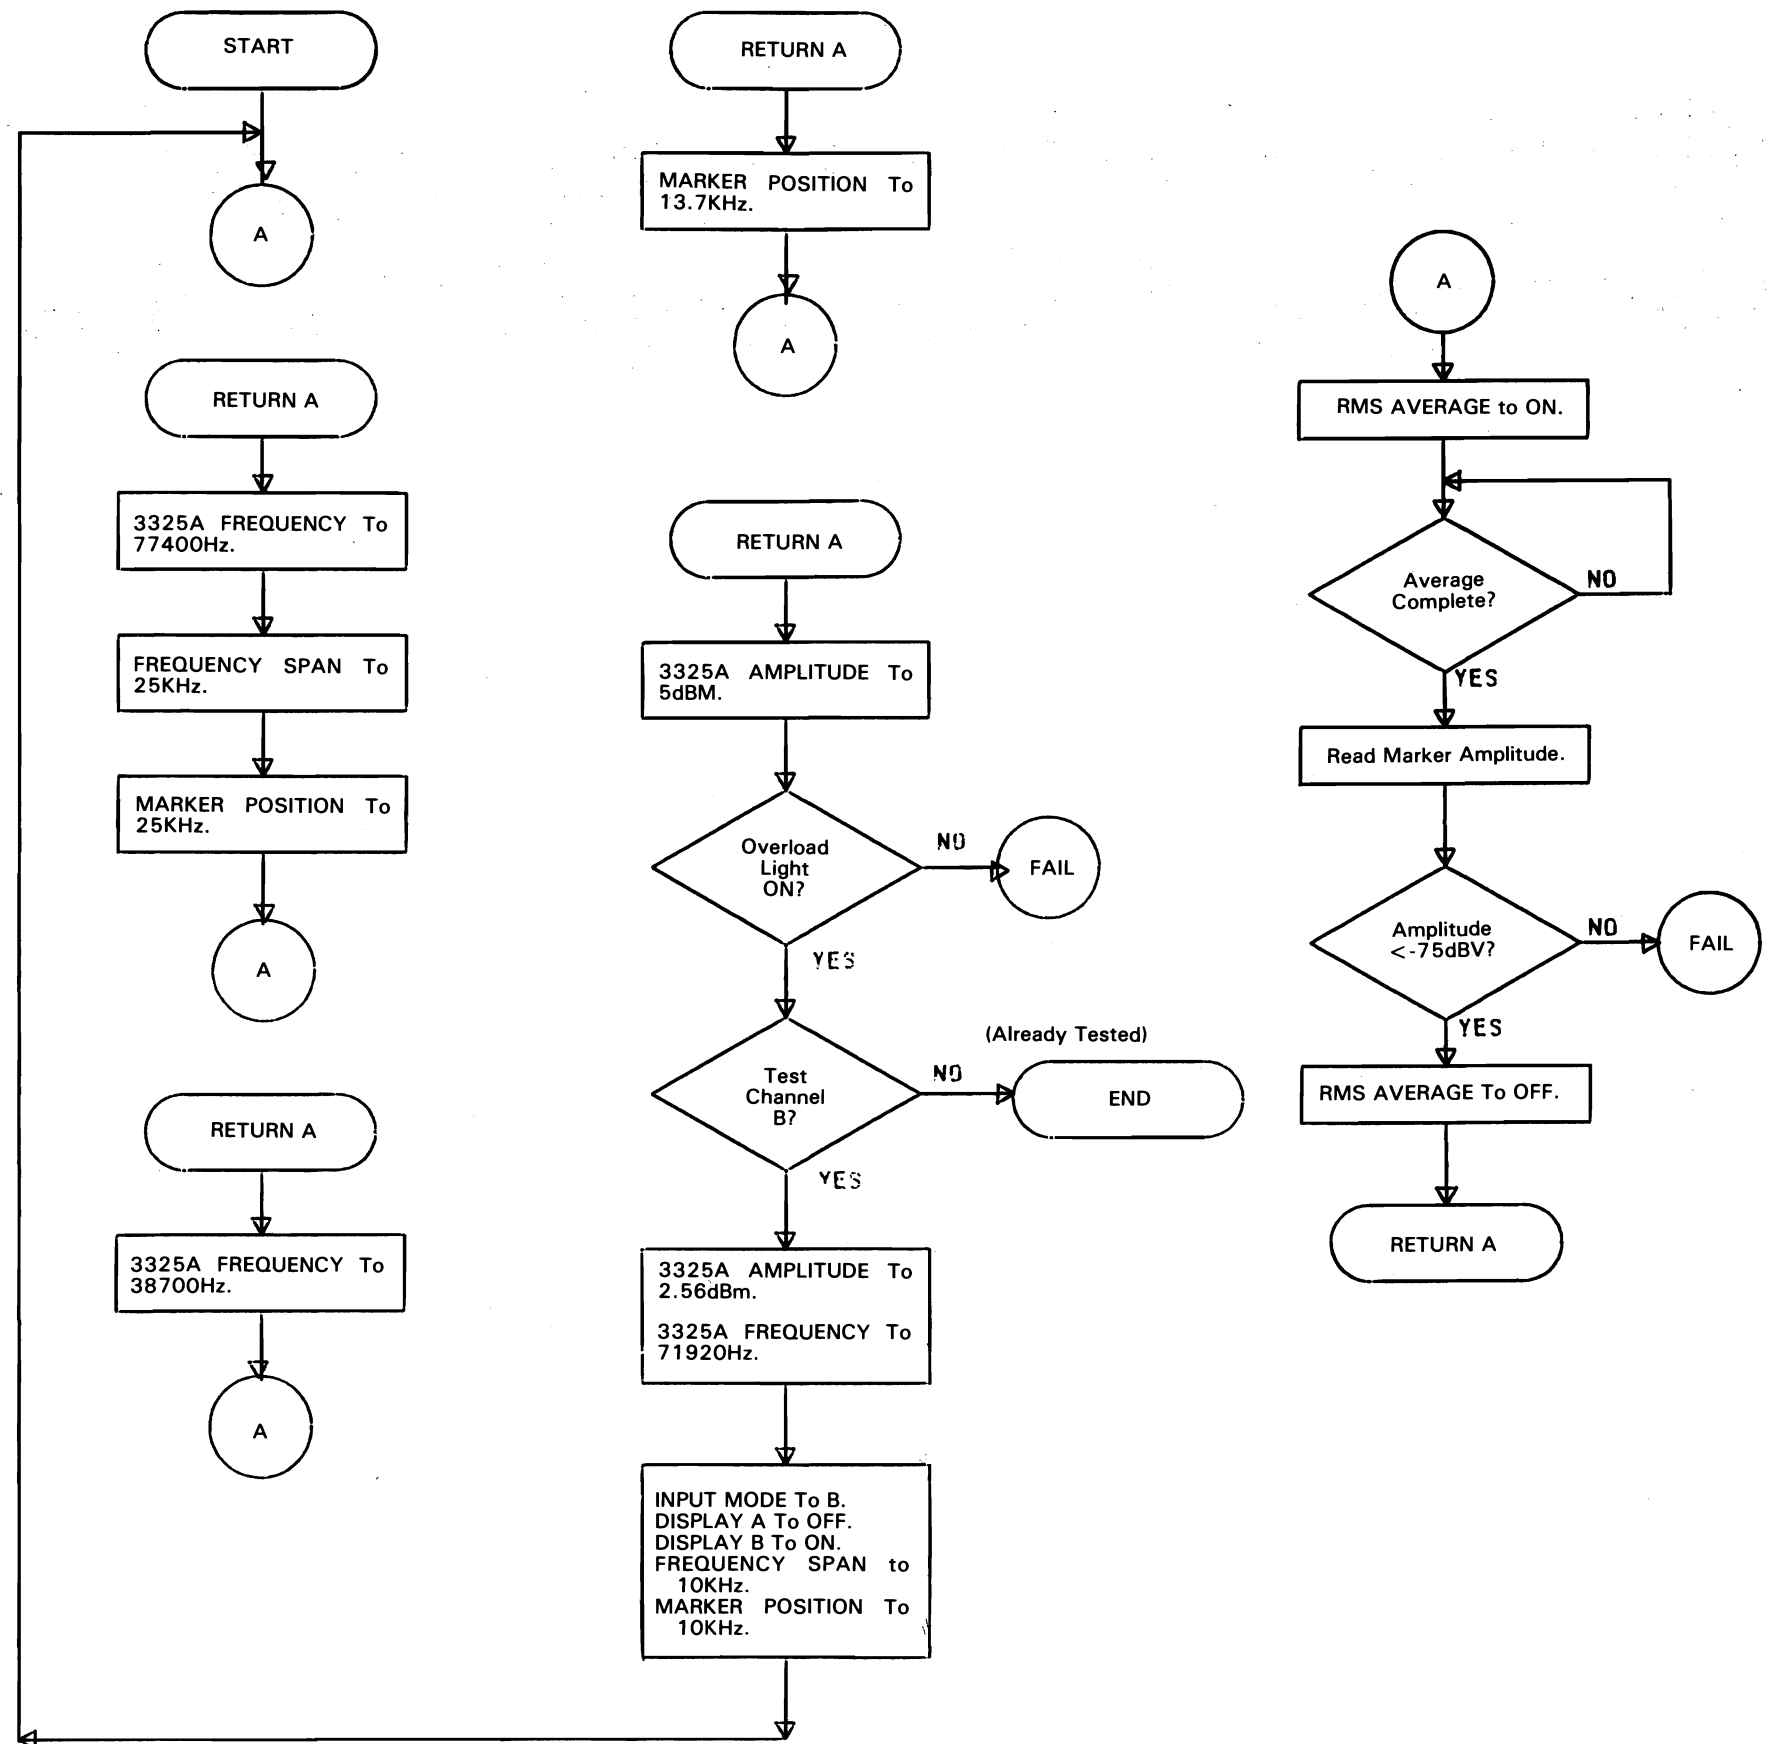 START
A
RETURN A
3325A FREQUENCY To
77400Hz.
FREQUENCY SPAN To
25KHz.
MARKER POSITION To
25KHz.
A
RETURN A
3325A FREQUENCY To
38700Hz.
A
RETURN A
MARKER POSITION To
13.7KHz.
A
RETURN A
3325A AMPLITUDE To
5dBM.
Overload
Light
ON?
NO
FAIL
YES
Test
Channel
B?
NO
(Already Tested)
END
YES
3325A AMPLITUDE To
2.56dBm.
3325A FREQUENCY To
71920Hz.
INPUT MODE To B.
DISPLAY A To OFF.
DISPLAY B To ON.
FREQUENCY SPAN to
10KHz.
MARKER POSITION To
10KHz.
A
RMS AVERAGE to ON.
Average
Complete?
NO
YES
Read Marker Amplitude.
Amplitude
<-75dBV?
NO
FAIL
YES
RMS AVERAGE To OFF.
RETURN A